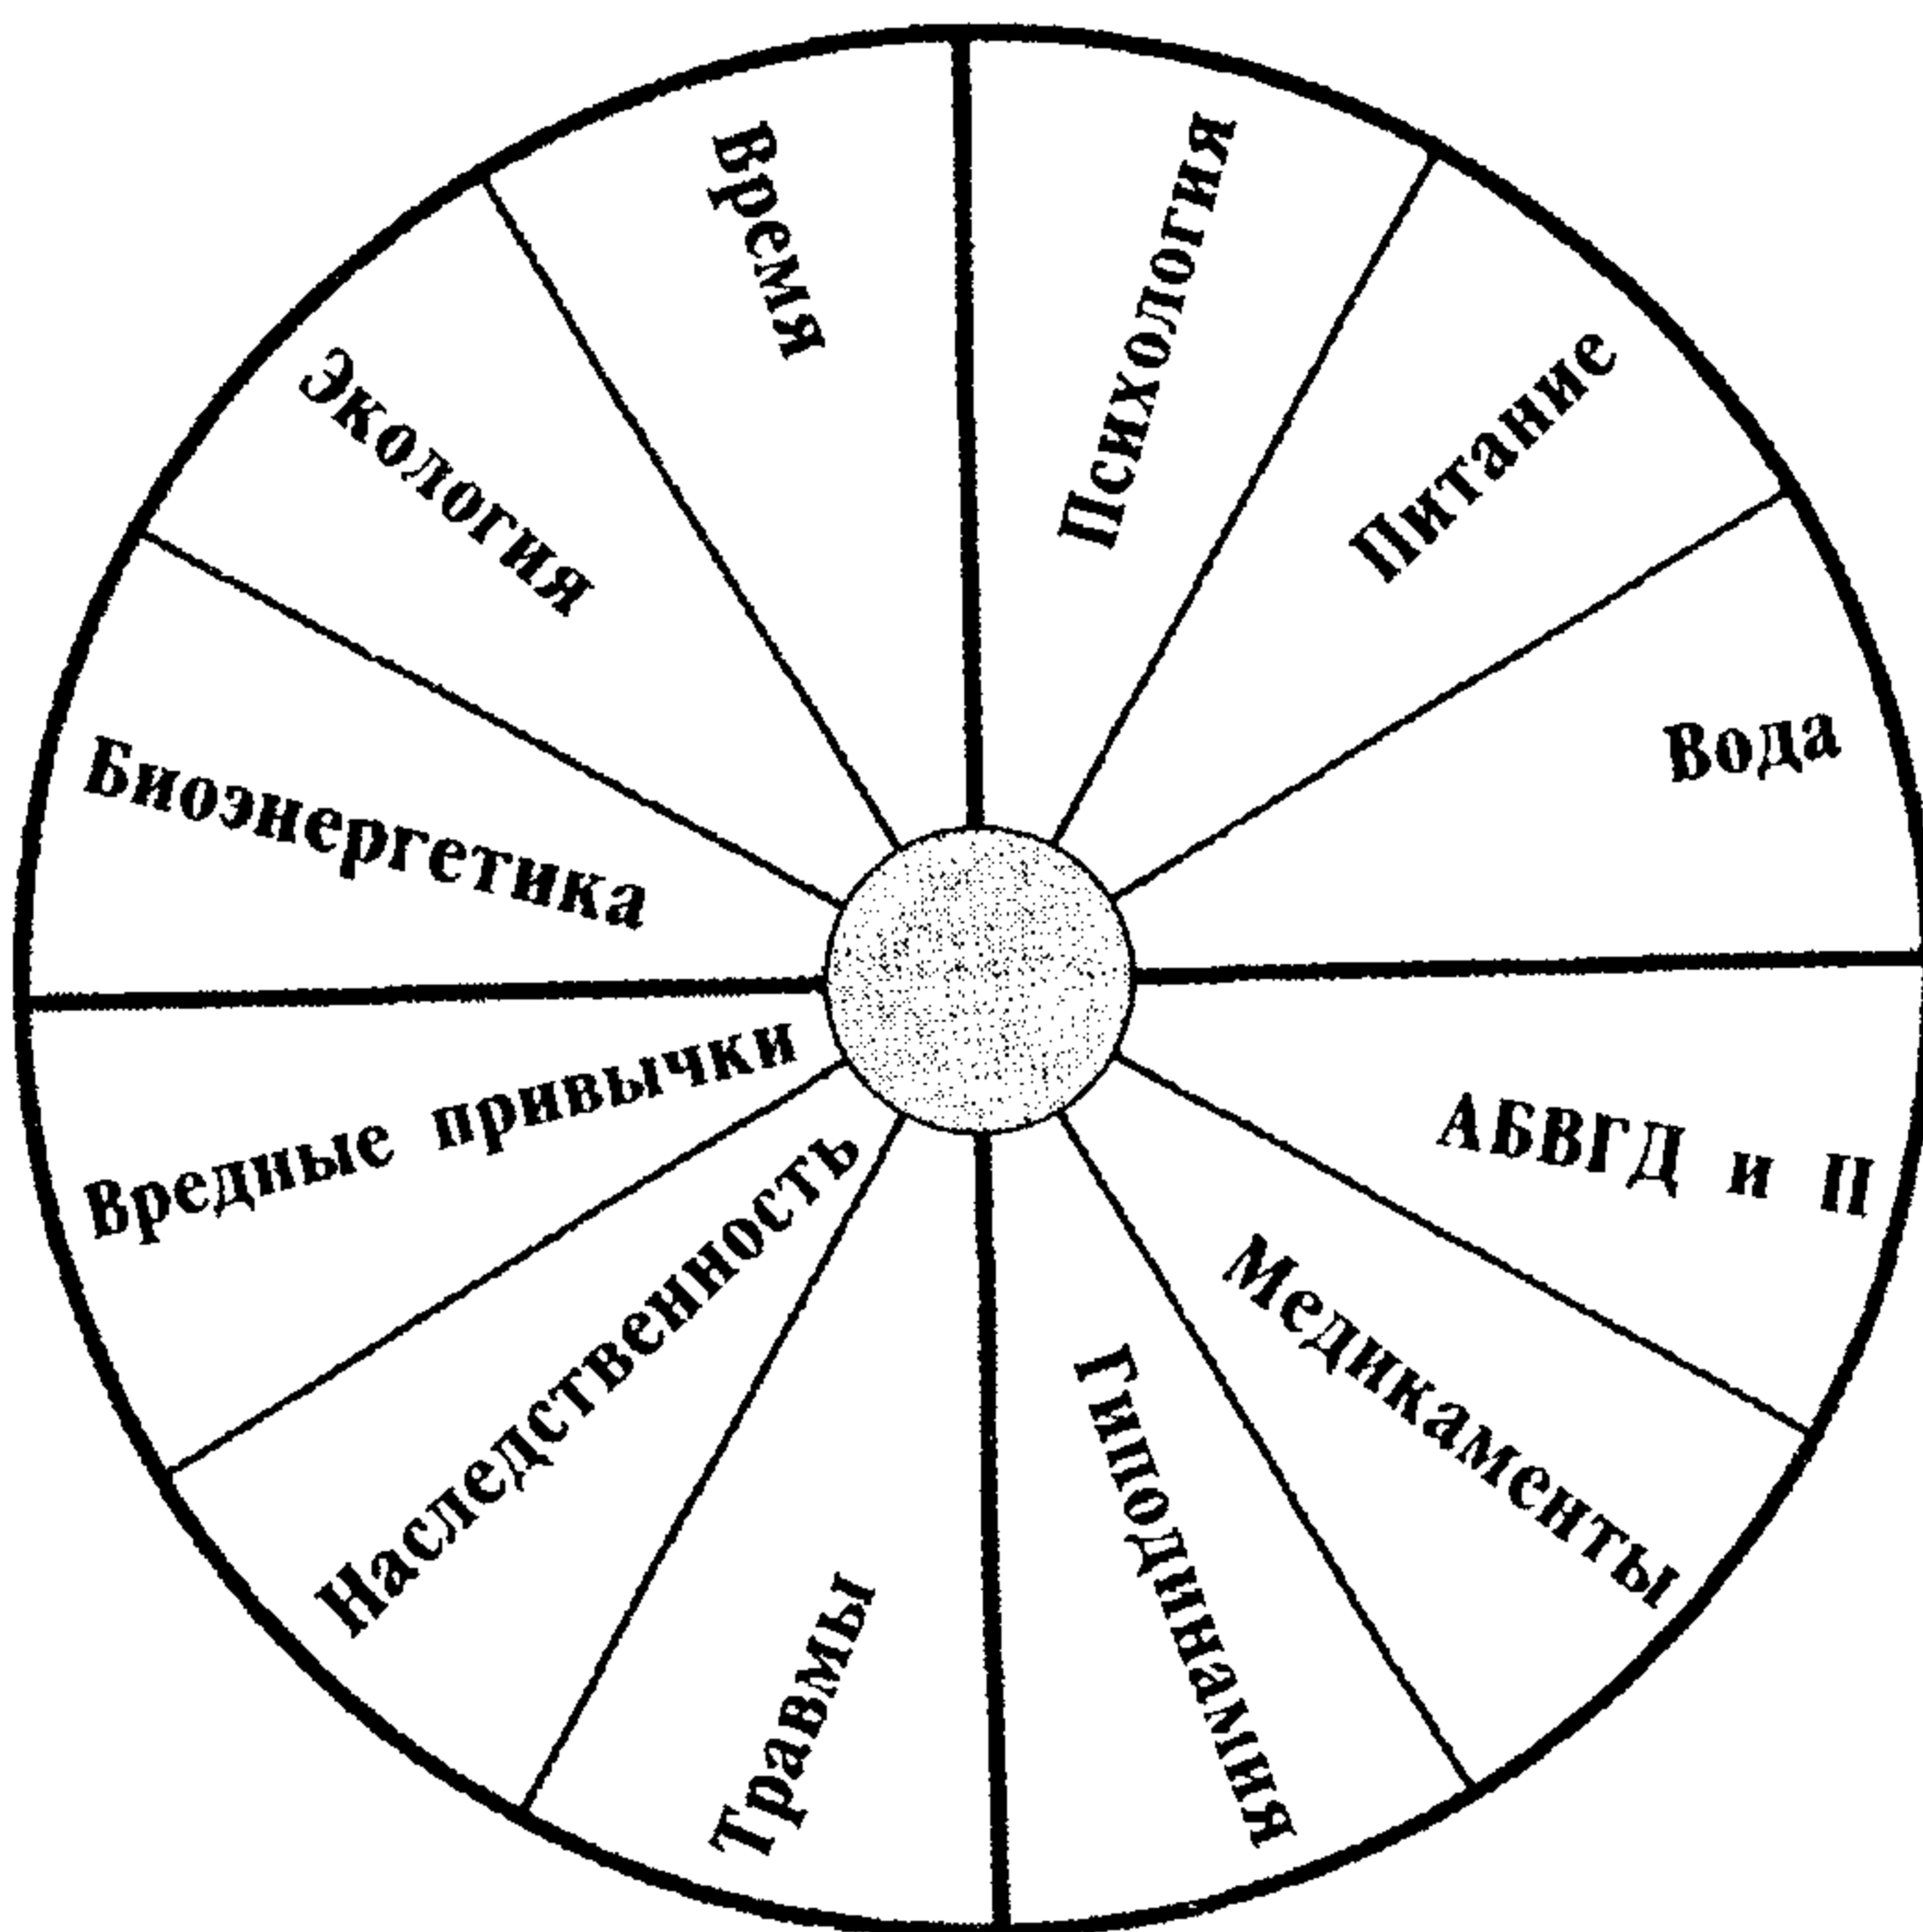 Психология
Питание
Вода
АБВГД и П
Медикаменты
Гиподинамия
Травмы
Наследственность
Вредные привычки
Биоэнергетика
Экология
Время